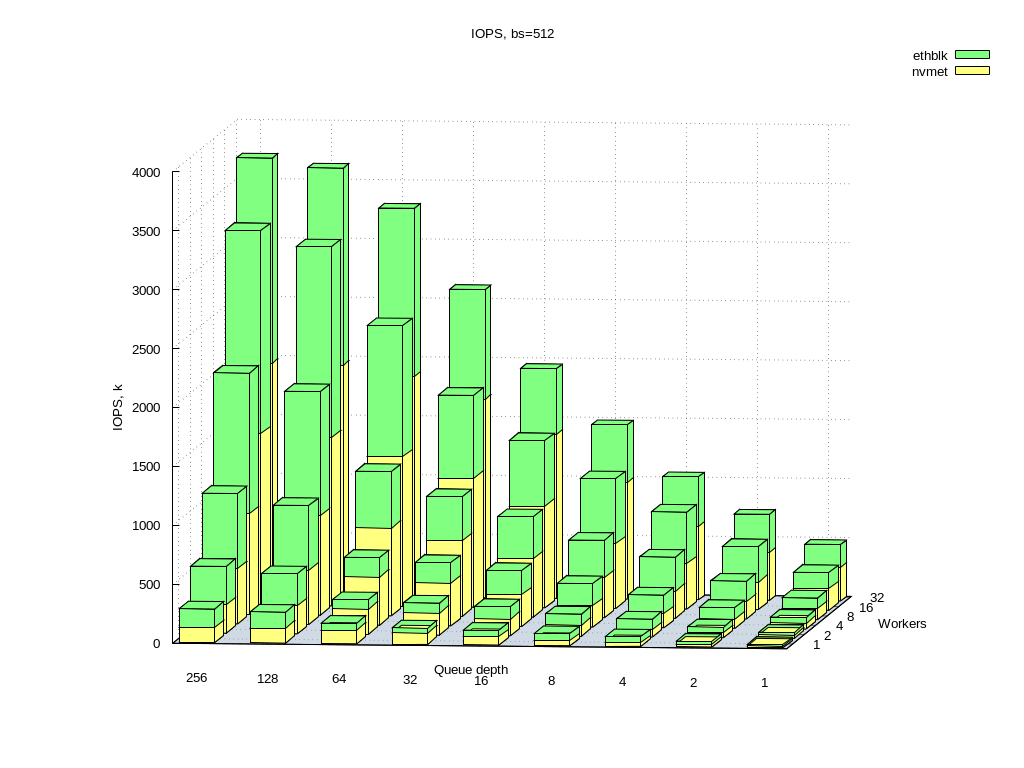 IOPS, bs=512
ethblk
nvmet
4000
3500
3000
2500
2000
1500
1000
500
0
IOPS, k
Queue depth
256 128 64 32 16 8 4 2 1
Workers
1 2 4 8 16 32